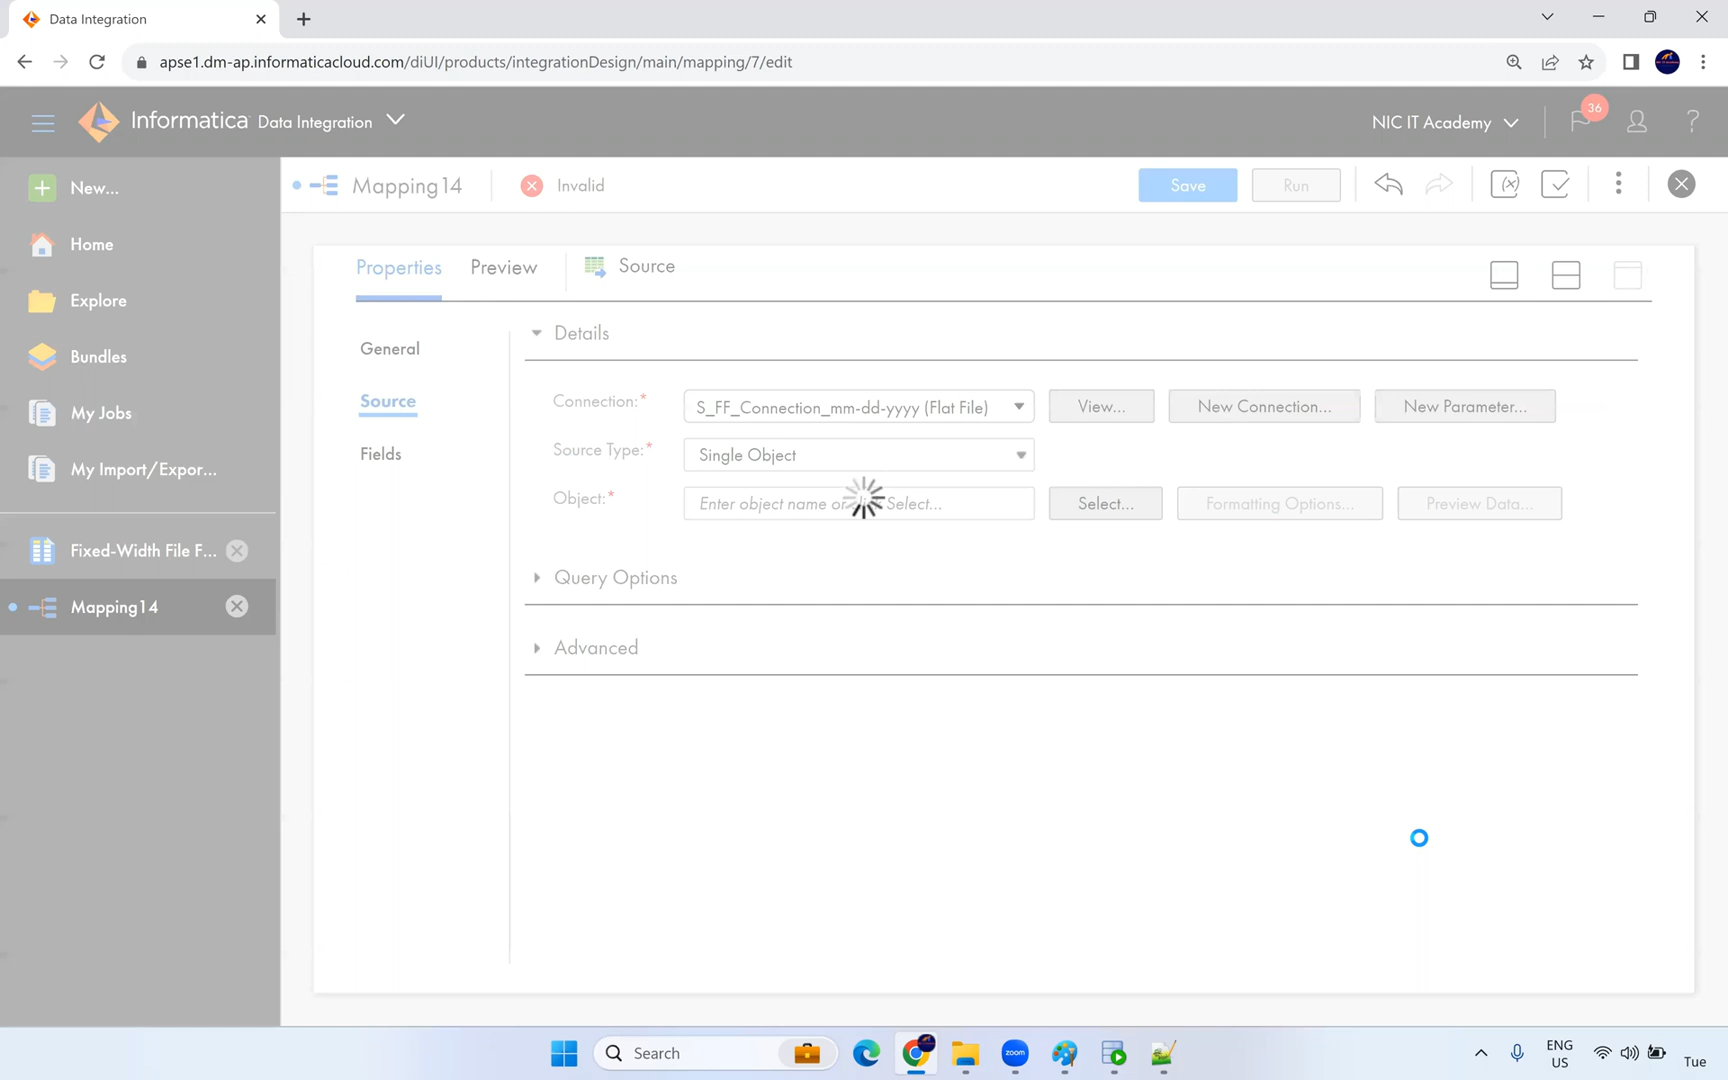 Data Integration
apse1.dm-ap.informaticacloud.com/diUI/products/integrationDesign/main/mapping/7/edit
Informatica Data Integration
NIC IT Academy
36
?
New...
Home
Explore
Bundles
My Jobs
My Import/Expor...
Fixed-Width File F...
Mapping14
Mapping14
Invalid
Save
Run
Properties
Preview
Source
General
Source
Fields
Details
Connection:*
S_FF_Connection_mm-dd-yyyy (Flat File)
View...
New Connection...
New Parameter...
Source Type:*
Single Object
Object:*
Enter object name or Select...
Select...
Formatting Options...
Preview Data...
Query Options
Advanced
Search
zoom
ENG
US
Tue